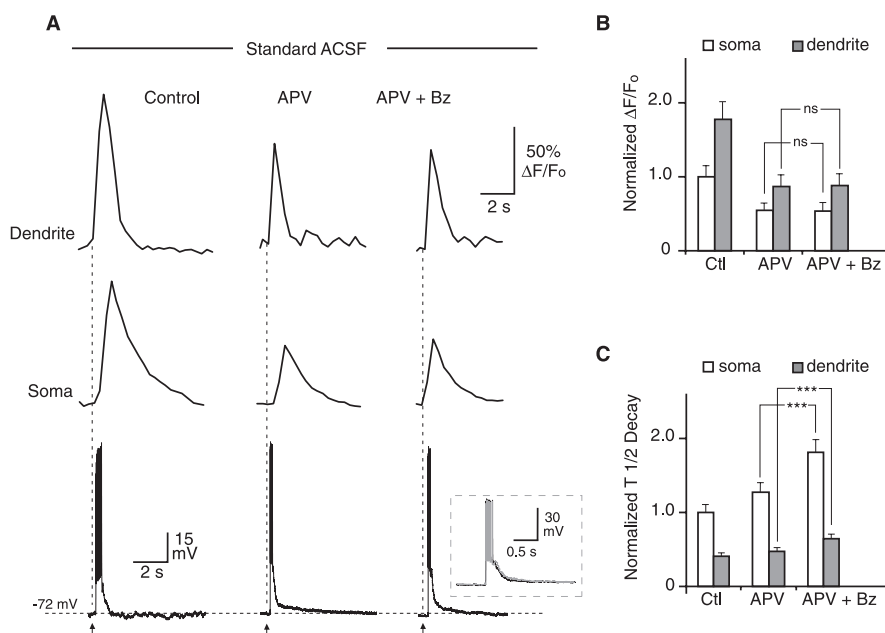 A
Standard ACSF
Control
APV
APV + Bz
50%
ΔF/Fo
2 s
Dendrite
Soma
15
mV
2 s
30
mV
0.5 s
-72 mV
B
soma
dendrite
Normalized ΔF/Fo
2.0
1.0
0
ns
ns
Ctl
APV
APV + Bz
C
soma
dendrite
Normalized T 1/2 Decay
2.0
1.0
0
***
***
Ctl
APV
APV + Bz